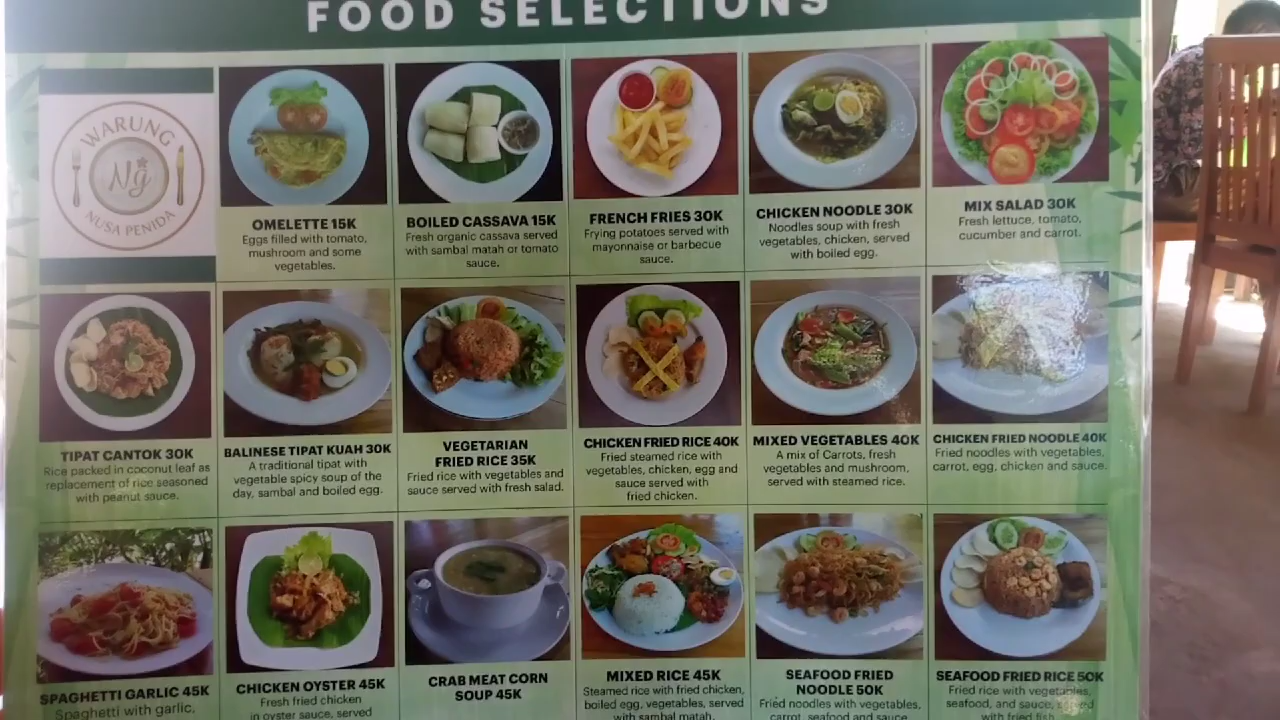 FOOD SELECTIONS
WARUNG
Ng
NUSA PENIDA
OMELETTE 15K
Eggs filled with tomato,
mushroom and some
vegetables.
BOILED CASSAVA 15K
Fresh organic cassava served
with sambal matah or tomato
sauce.
FRENCH FRIES 30K
Frying potatoes served with
mayonnaise or barbecue
sauce.
CHICKEN NOODLE 30K
Noodles soup with fresh
vegetables, chicken, served
with boiled egg.
MIX SALAD 30K
Fresh lettuce, tomato,
cucumber and carrot.
TIPAT CANTOK 30K
Rice packed in coconut leaf as
replacement of rice seasoned
with peanut sauce.
BALINESE TIPAT KUAH 30K
A traditional tipat with
vegetable spicy soup of the
day, sambal and boiled egg.
VEGETARIAN
FRIED RICE 35K
Fried rice with vegetables and
sauce served with fresh salad.
CHICKEN FRIED RICE 40K
Fried steamed rice with
vegetables, chicken, egg and
sauce served with
fried chicken.
MIXED VEGETABLES 40K
A mix of Carrots, fresh
vegetables and mushroom,
served with steamed rice.
CHICKEN FRIED NOODLE 40K
Fried noodles with vegetables,
carrot, egg, chicken and sauce.
SPAGHETTI GARLIC 45K
Spaghetti with garlic,
CHICKEN OYSTER 45K
Fresh fried chicken
in oyster sauce, served
CRAB MEAT CORN
SOUP 45K
MIXED RICE 45K
Steamed rice with fried chicken,
boiled egg, vegetables, served
with sambal matah.
SEAFOOD FRIED
NOODLE 50K
Fried noodles with vegetables,
carrot, seafood and sauce
SEAFOOD FRIED RICE 50K
Fried rice with vegetables,
seafood, and sauce, served
with fried fish